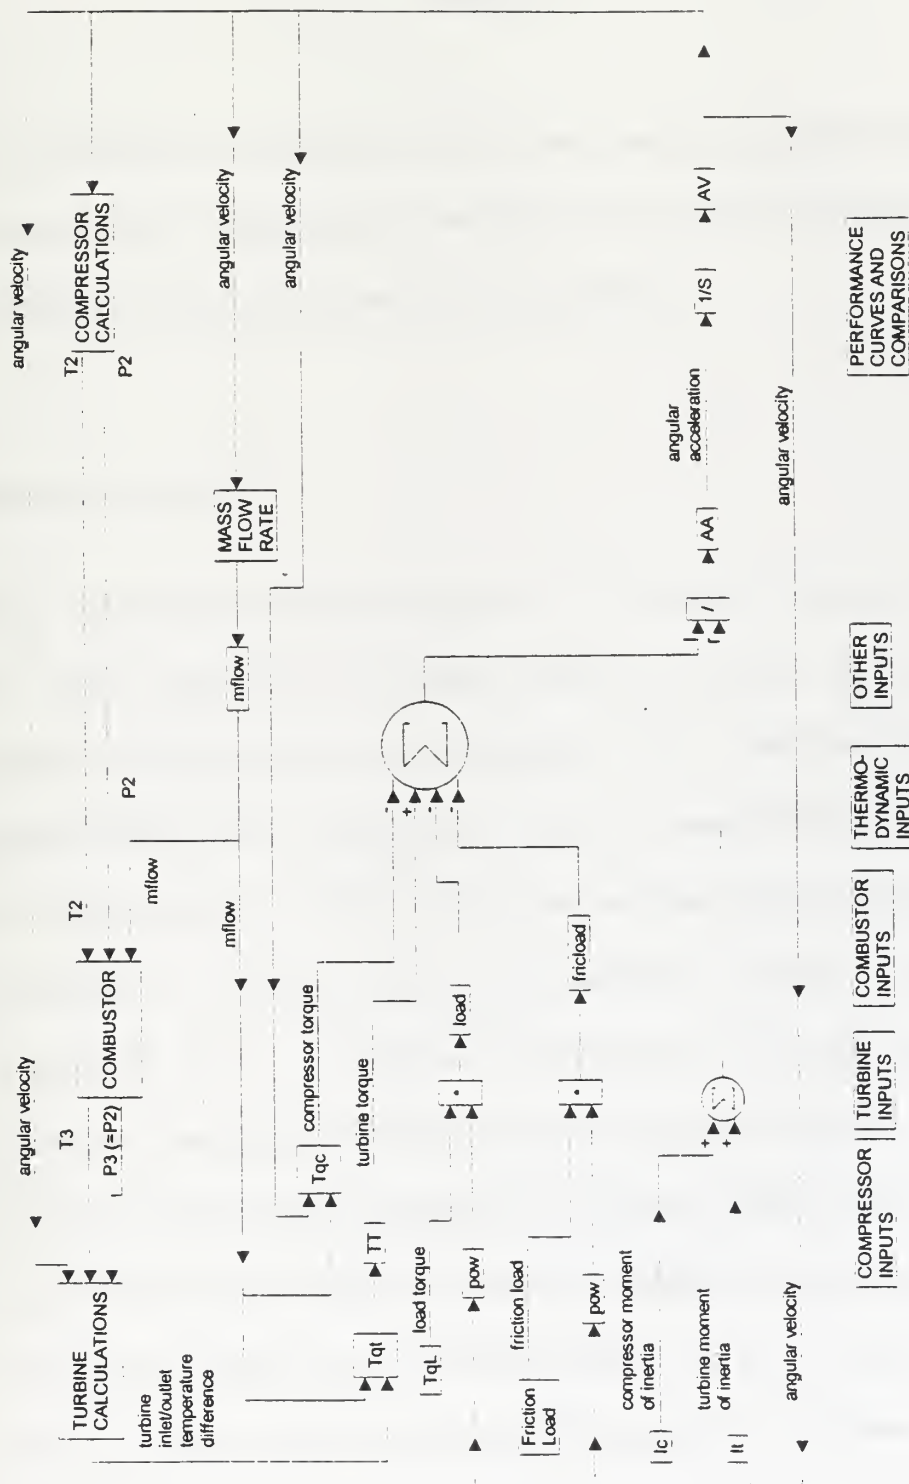 TURBINE
CALCULATIONS
turbine
inlet/outlet
temperature
difference
angular velocity
T3
P3 (=P2)
COMBUSTOR
T2
mflow
P2
T2
P2
COMPRESSOR
CALCULATIONS
angular velocity
mflow
mflow
MASS
FLOW
RATE
angular velocity
angular velocity
Tqc
compressor torque
Tqt
TT
turbine torque
TqL
load torque
pow
*
load
Friction
Load
friction load
pow
*
fricload
-
+
-
-
Σ
Ic
compressor moment
of inertia
It
turbine moment
of inertia
+
+
Σ
l
r
/
AA
angular
acceleration
1/S
AV
angular velocity
angular velocity
COMPRESSOR
INPUTS
TURBINE
INPUTS
COMBUSTOR
INPUTS
THERMO-
DYNAMIC
INPUTS
OTHER
INPUTS
PERFORMANCE
CURVES AND
COMPARISONS